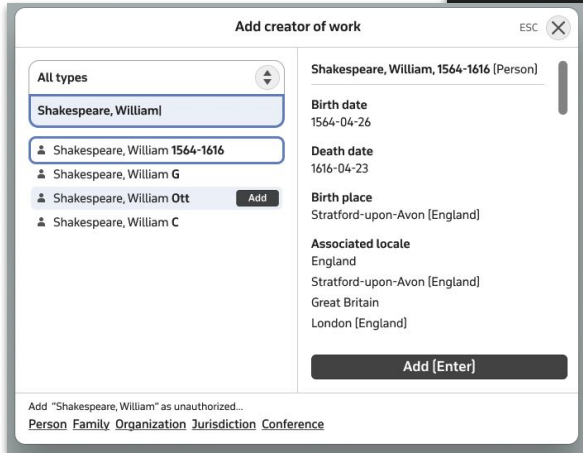 Add creator of work
ESC
All types
Shakespeare, William
Shakespeare, William 1564-1616
Shakespeare, William G
Shakespeare, William Ott
Add
Shakespeare, William C
Shakespeare, William, 1564-1616 [Person]
Birth date
1564-04-26
Death date
1616-04-23
Birth place
Stratford-upon-Avon [England]
Associated locale
England
Stratford-upon-Avon [England]
Great Britain
London [England]
Add [Enter]
Add "Shakespeare, William" as unauthorized...
Person Family Organization Jurisdiction Conference